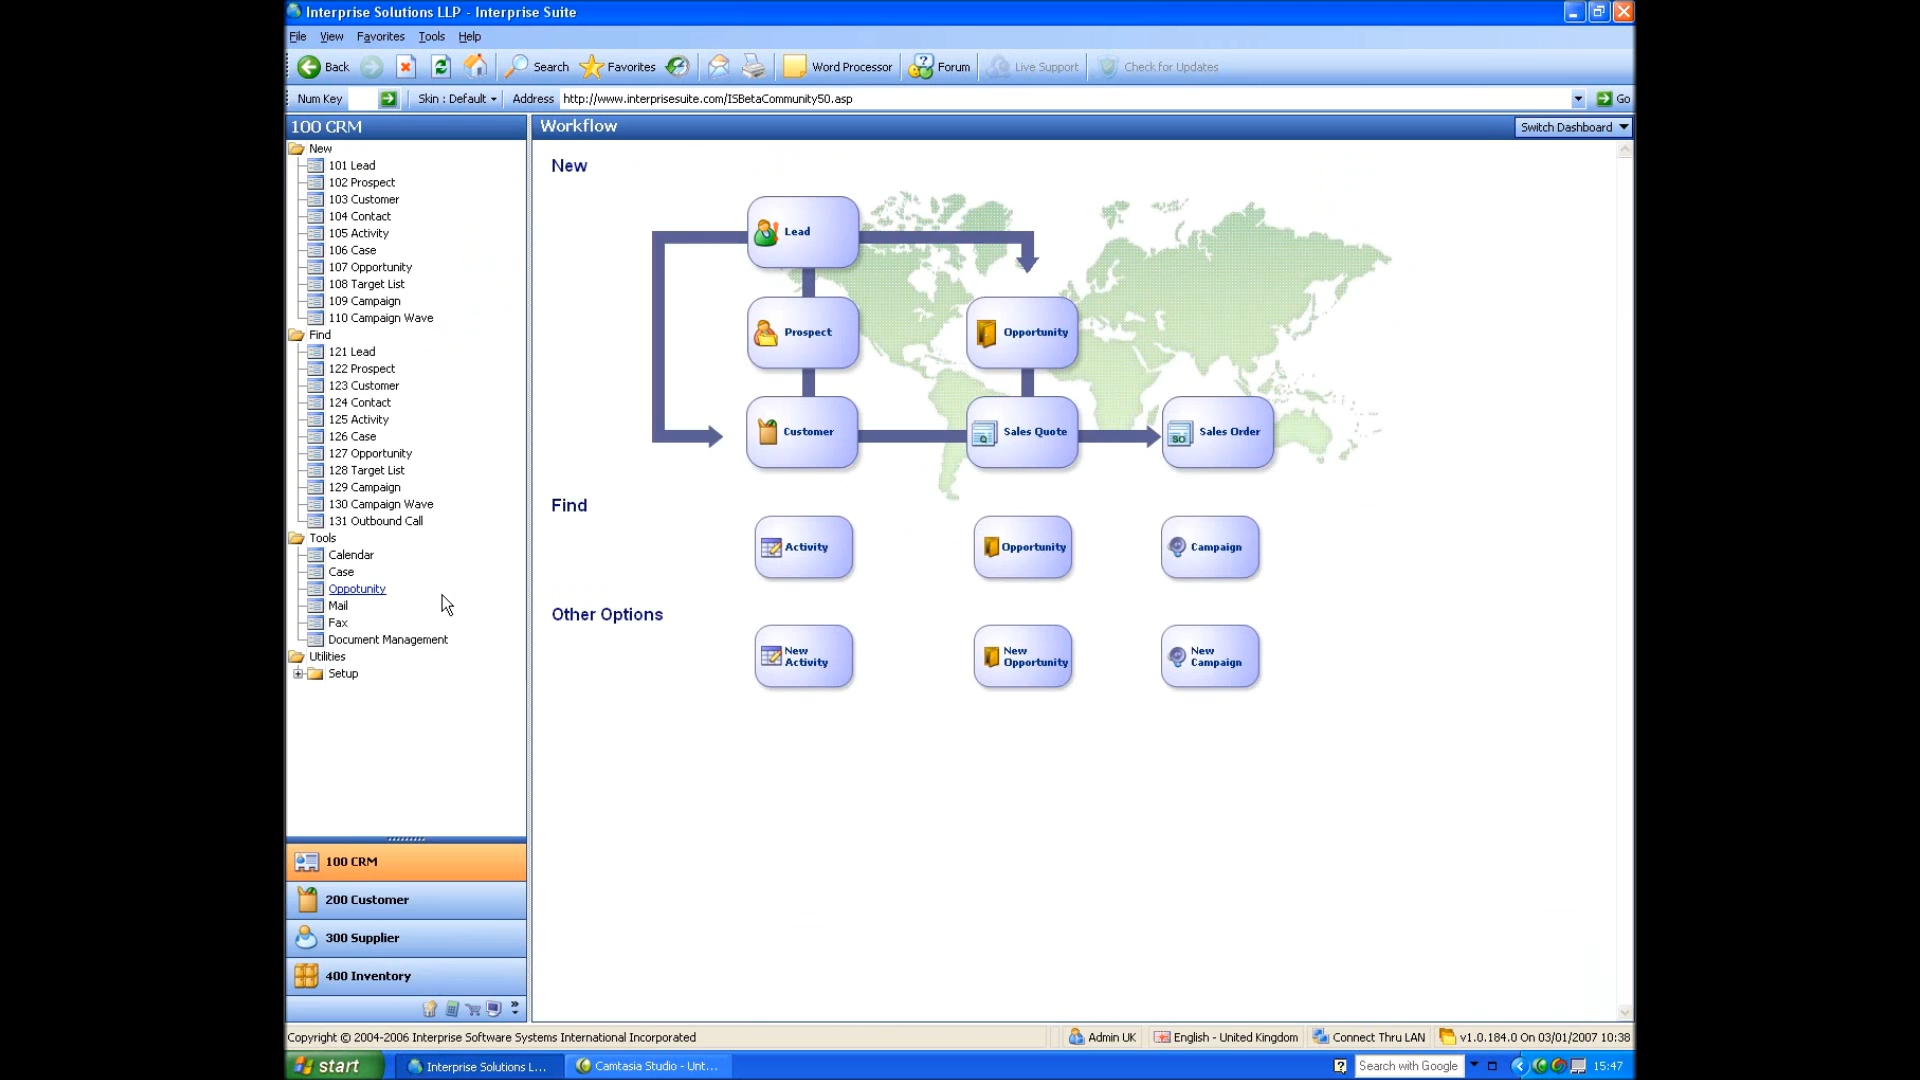 Interprise Solutions LLP - Interprise Suite
File View Favorites Tools Help
Back Search Favorites Word Processor Forum Live Support Check for Updates
Num Key Skin : Default Address http://www.interprisesuite.com/ISBetaCommunity50.asp Go
100 CRM
New
101 Lead
102 Prospect
103 Customer
104 Contact
105 Activity
106 Case
107 Opportunity
108 Target List
109 Campaign
110 Campaign Wave
Find
121 Lead
122 Prospect
123 Customer
124 Contact
125 Activity
126 Case
127 Opportunity
128 Target List
129 Campaign
130 Campaign Wave
131 Outbound Call
Tools
Calendar
Case
Oppotunity
Mail
Fax
Document Management
Utilities
Setup
100 CRM
200 Customer
300 Supplier
400 Inventory
Workflow Switch Dashboard
New
Lead
Prospect Opportunity
Customer Sales Quote Sales Order
Find
Activity Opportunity Campaign
Other Options
New Activity
New Opportunity
New Campaign
Copyright © 2004-2006 Interprise Software Systems International Incorporated Admin UK English - United Kingdom Connect Thru LAN v1.0.184.0 On 03/01/2007 10:38
start Interprise Solutions L... Camtasia Studio - Unt... Search with Google 15:47